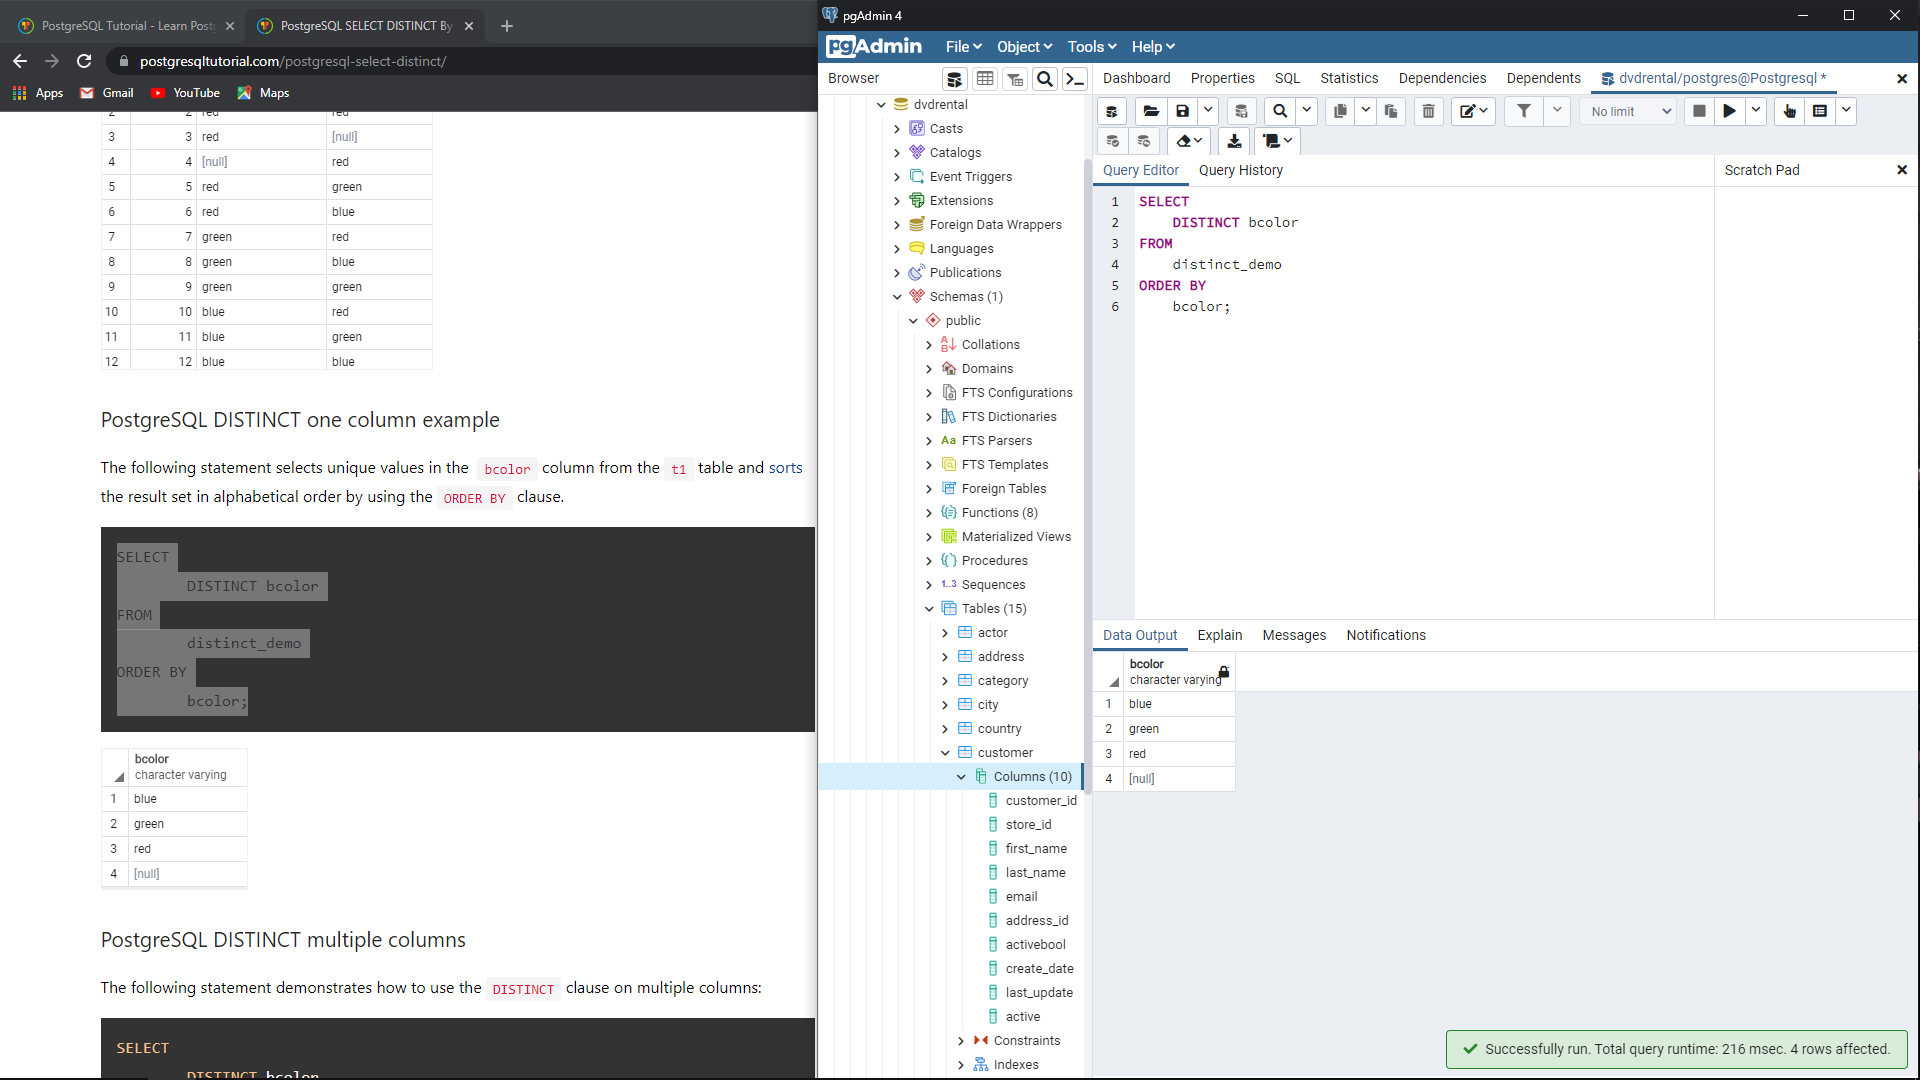 PostgreSQL Tutorial - Learn Post
PostgreSQL SELECT DISTINCT By
postgresqltutorial.com/postgresql-select-distinct/
Apps Gmail YouTube Maps
2 2 red red
3 3 red [null]
4 4 [null] red
5 5 red green
6 6 red blue
7 7 green red
8 8 green blue
9 9 green green
10 10 blue red
11 11 blue green
12 12 blue blue
PostgreSQL DISTINCT one column example
The following statement selects unique values in the bcolor column from the t1 table and sorts
the result set in alphabetical order by using the ORDER BY clause.
SELECT
DISTINCT bcolor
FROM
distinct_demo
ORDER BY
bcolor;
bcolor
character varying
1 blue
2 green
3 red
4 [null]
PostgreSQL DISTINCT multiple columns
The following statement demonstrates how to use the DISTINCT clause on multiple columns:
SELECT
DISTINCT bcolor
pgAdmin 4
pgAdmin File Object Tools Help
Browser
dvdrental
Casts
Catalogs
Event Triggers
Extensions
Foreign Data Wrappers
Languages
Publications
Schemas (1)
public
Collations
Domains
FTS Configurations
FTS Dictionaries
Aa FTS Parsers
FTS Templates
Foreign Tables
Functions (8)
Materialized Views
Procedures
1..3 Sequences
Tables (15)
actor
address
category
city
country
customer
Columns (10)
customer_id
store_id
first_name
last_name
email
address_id
activebool
create_date
last_update
active
Constraints
Indexes
Dashboard Properties SQL Statistics Dependencies Dependents dvdrental/postgres@Postgresql *
No limit
Query Editor Query History
Scratch Pad
1 SELECT
2 DISTINCT bcolor
3 FROM
4 distinct_demo
5 ORDER BY
6 bcolor;
Data Output Explain Messages Notifications
bcolor
character varying
1 blue
2 green
3 red
4 [null]
Successfully run. Total query runtime: 216 msec. 4 rows affected.